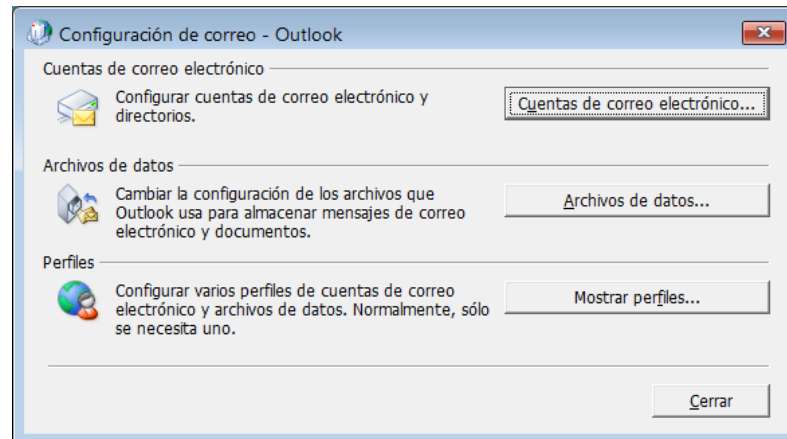 Configuración de correo - Outlook
Cuentas de correo electrónico
Configurar cuentas de correo electrónico y
directorios.
Cuentas de correo electrónico...
Archivos de datos
Cambiar la configuración de los archivos que
Outlook usa para almacenar mensajes de correo
electrónico y documentos.
Archivos de datos...
Perfiles
Configurar varios perfiles de cuentas de correo
electrónico y archivos de datos. Normalmente, sólo
se necesita uno.
Mostrar perfiles...
Cerrar